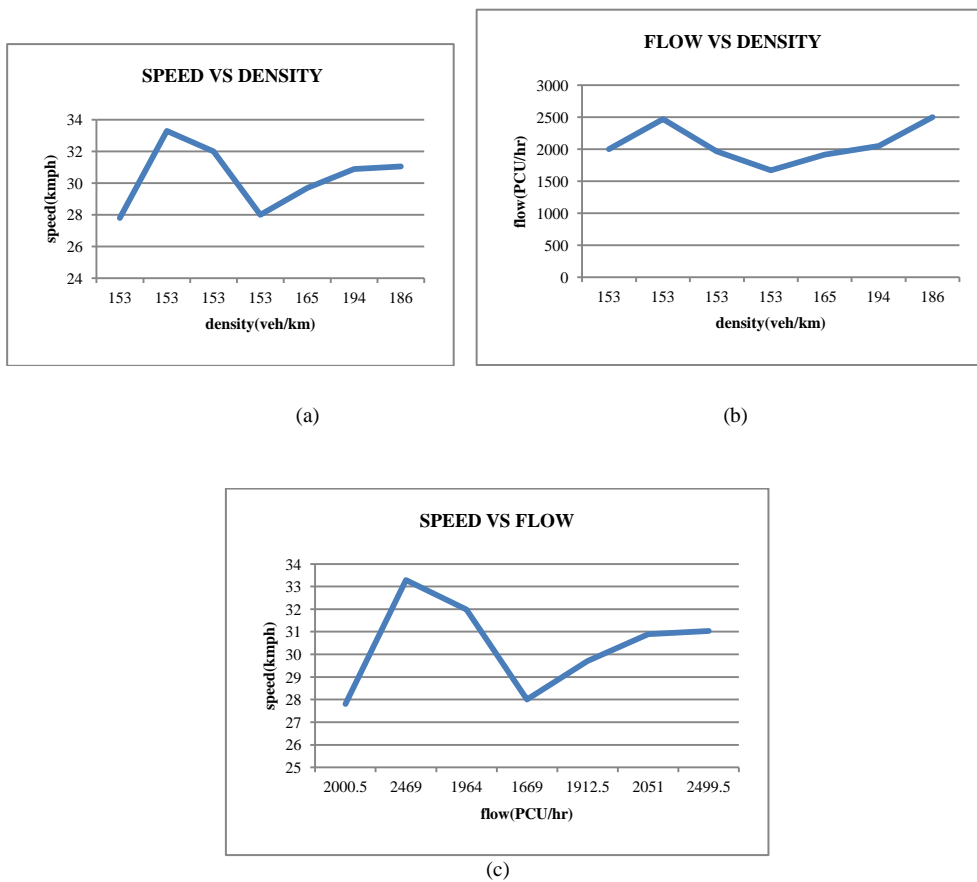 SPEED VS DENSITY
34
32
30
28
26
24
speed(kmph)
153 153 153 153 165 194 186
density(veh/km)
(a)
FLOW VS DENSITY
3000
2500
2000
1500
1000
500
0
flow(PCU/hr)
153 153 153 153 165 194 186
density(veh/km)
(b)
SPEED VS FLOW
34
33
32
31
30
29
28
27
26
25
speed(kmph)
2000.5 2469 1964 1669 1912.5 2051 2499.5
flow(PCU/hr)
(c)